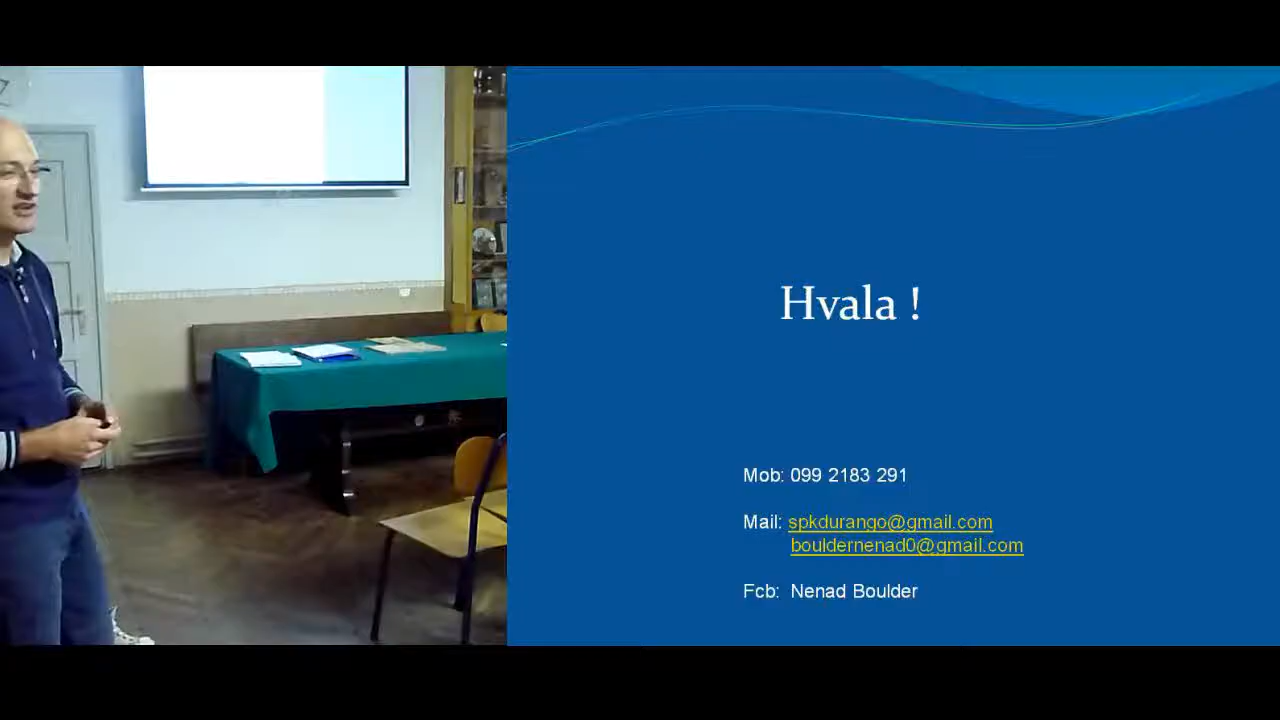 Hvala !
Mob: 099 2183 291
Mail: spkdurango@gmail.com
bouldernenad0@gmail.com
Fcb: Nenad Boulder